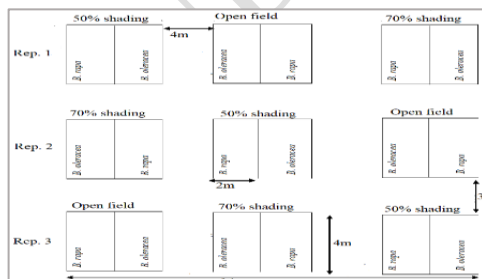 50% shading Open field 70% shading
4m
Rep. 1
B. rapa B. oleracea B. oleracea B. rapa B. rapa B. oleracea
70% shading 50% shading Open field
Rep. 2
B. oleracea B. rapa B. rapa B. oleracea B. oleracea B. rapa
2m
3
Open field 70% shading 50% shading
Rep. 3
4m
B. rapa B. oleracea B. rapa B. oleracea B. rapa B. oleracea